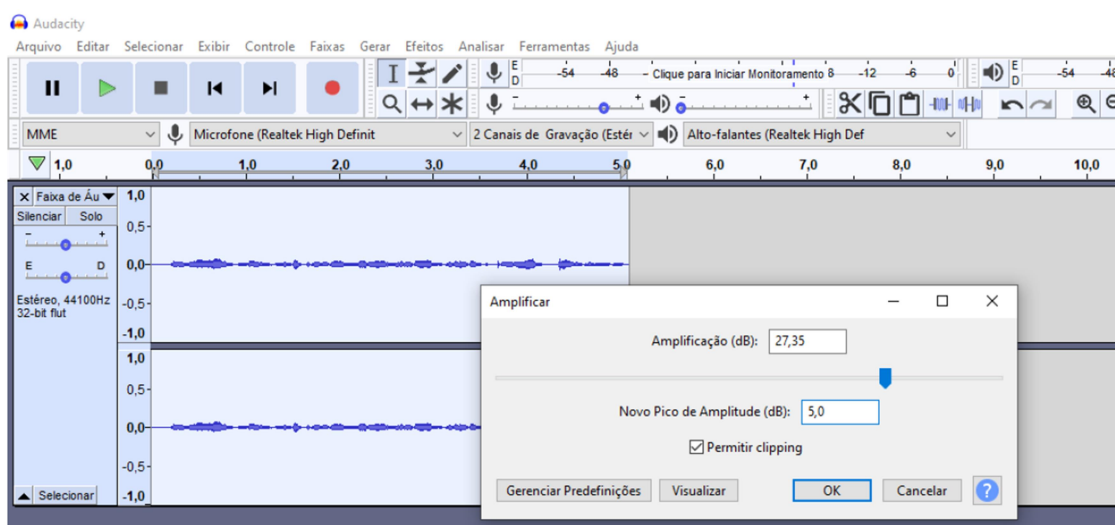 Audacity
Arquivo Editar Selecionar Exibir Controle Faixas Gerar Efeitos Analisar Ferramentas Ajuda
E
D
-54 -48 - Clique para Iniciar Monitoramento 8 -12 -6 0
E
D
-54 -48
- +
- +
MME
Microfone (Realtek High Definit
2 Canais de Gravação (Estér
Alto-falantes (Realtek High Def
1,0 0,0 1,0 2,0 3,0 4,0 5,0 6,0 7,0 8,0 9,0 10,0
X Faixa de Áu
Silenciar Solo
- +
E D
Estéreo, 44100Hz
32-bit flut
Selecionar
1,0
0,5
0,0
-0,5
-1,0
1,0
0,5
0,0
-0,5
-1,0
Amplificar
Amplificação (dB): 27,35
Novo Pico de Amplitude (dB): 5,0
Permitir clipping
Gerenciar Predefinições Visualizar OK Cancelar ?